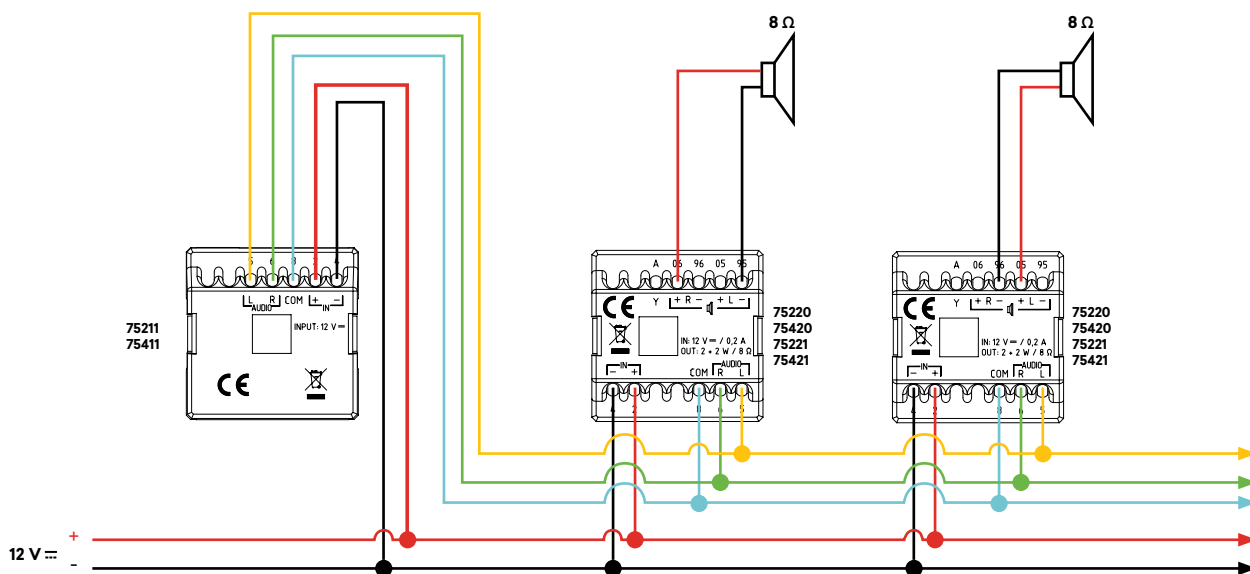 8 Ω
8 Ω
5 6 8 2 4
L R COM + −
AUDIO IN
INPUT: 12 V ⎓
CE
75211
75411
A 06 96 05 95
Y + R − + L −
CE
IN: 12 V ⎓ / 0,2 A
OUT: 2 + 2 W / 8 Ω
IN AUDIO
− + COM R L
4 2 8 6 5
75220
75420
75221
75421
A 06 96 05 95
Y + R − + L −
CE
IN: 12 V ⎓ / 0,2 A
OUT: 2 + 2 W / 8 Ω
IN AUDIO
− + COM R L
4 2 8 6 5
75220
75420
75221
75421
+
12 V ⎓
-